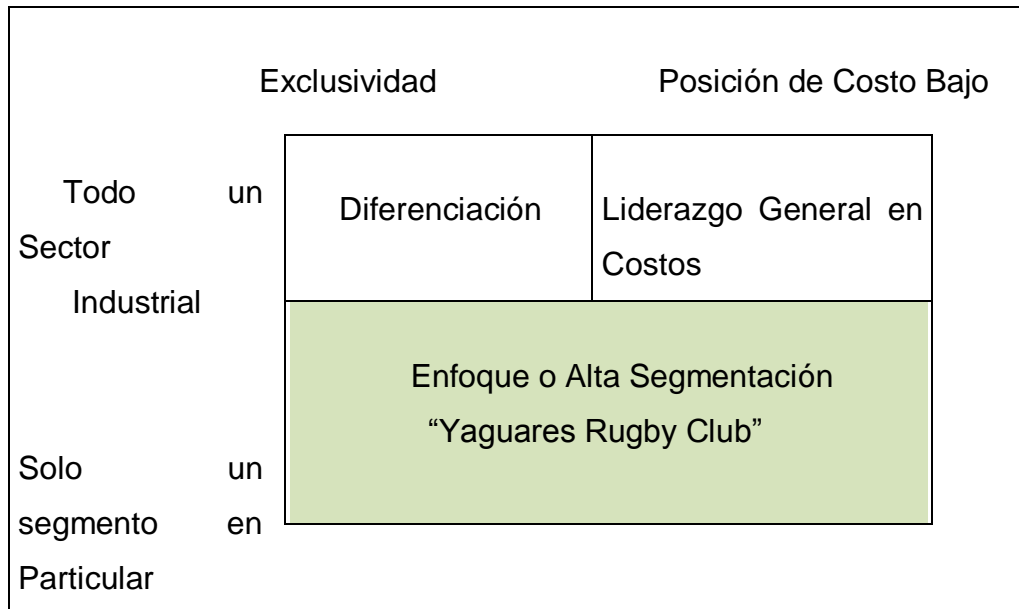 Exclusividad Posición de Costo Bajo
Todo un
Sector
Industrial
Diferenciación
Liderazgo General en
Costos
Enfoque o Alta Segmentación
“Yaguares Rugby Club”
Solo un
segmento en
Particular